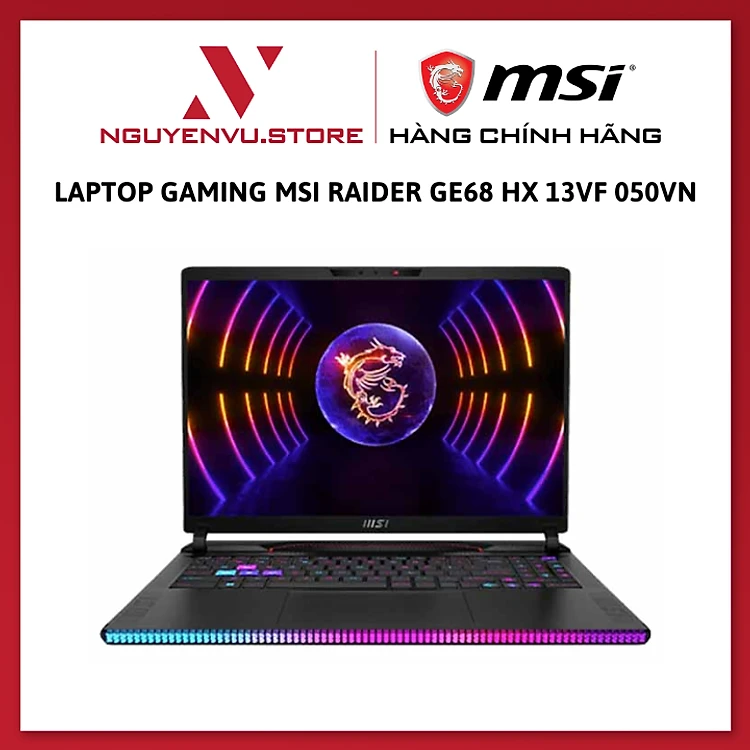 NGUYENVU.STORE
msi
HÀNG CHÍNH HÃNG
LAPTOP GAMING MSI RAIDER GE68 HX 13VF 050VN
msi